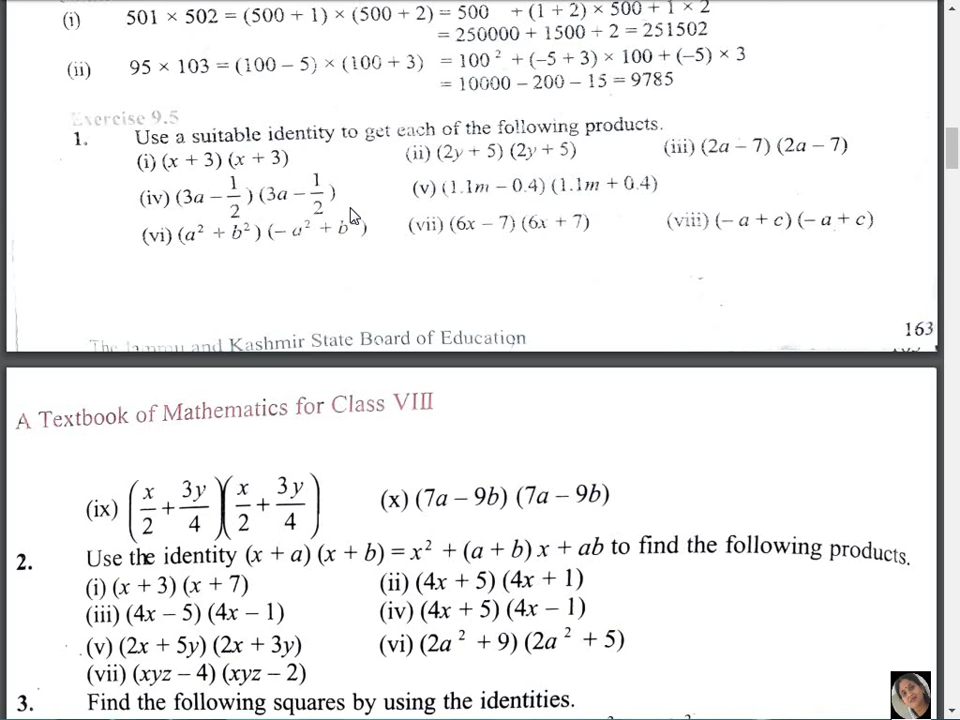 (i) 501 × 502 = (500 + 1) × (500 + 2) = 500 + (1 + 2) × 500 + 1 × 2
= 250000 + 1500 + 2 = 251502
(ii) 95 × 103 = (100 – 5) × (100 + 3) = 100² + (–5 + 3) × 100 + (–5) × 3
= 10000 – 200 – 15 = 9785
Exercise 9.5
1. Use a suitable identity to get each of the following products.
(i) (x + 3) (x + 3) (ii) (2y + 5) (2y + 5) (iii) (2a – 7) (2a – 7)
(iv) (3a – 1/2) (3a – 1/2) (v) (1.1m – 0.4) (1.1m + 0.4)
(vi) (a² + b²) (– a² + b²) (vii) (6x – 7) (6x + 7) (viii) (– a + c) (– a + c)
The Jammu and Kashmir State Board of Education 163
A Textbook of Mathematics for Class VIII
(ix) (x/2 + 3y/4) (x/2 + 3y/4) (x) (7a – 9b) (7a – 9b)
2. Use the identity (x + a) (x + b) = x² + (a + b) x + ab to find the following products.
(i) (x + 3) (x + 7) (ii) (4x + 5) (4x + 1)
(iii) (4x – 5) (4x – 1) (iv) (4x + 5) (4x – 1)
(v) (2x + 5y) (2x + 3y) (vi) (2a² + 9) (2a² + 5)
(vii) (xyz – 4) (xyz – 2)
3. Find the following squares by using the identities.